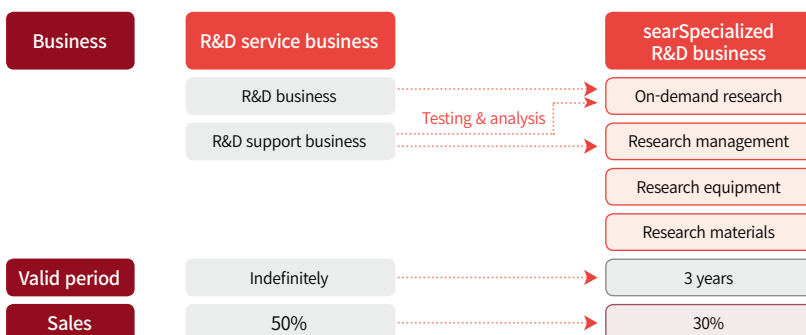 Business
R&D service business
searSpecialized
R&D business
R&D business
On-demand research
Testing & analysis
R&D support business
Research management
Research equipment
Research materials
Valid period
Indefinitely
3 years
Sales
50%
30%